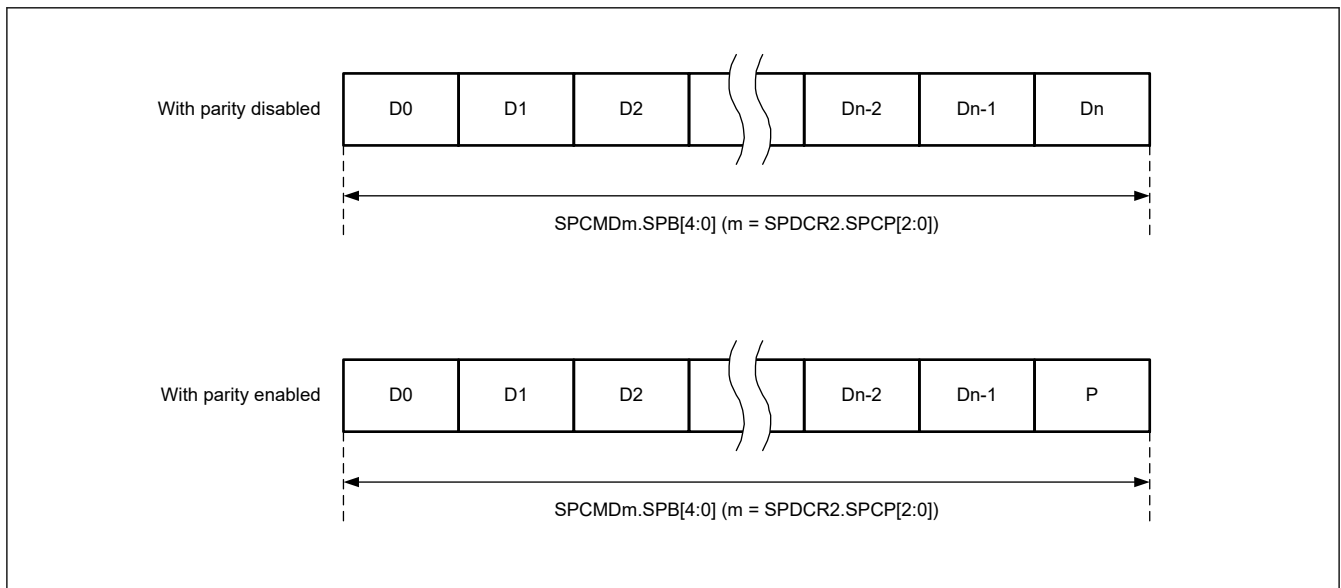 With parity disabled D0 D1 D2 Dn-2 Dn-1 Dn
SPCMDm.SPB[4:0] (m = SPDCR2.SPCP[2:0])
With parity enabled D0 D1 D2 Dn-2 Dn-1 P
SPCMDm.SPB[4:0] (m = SPDCR2.SPCP[2:0])